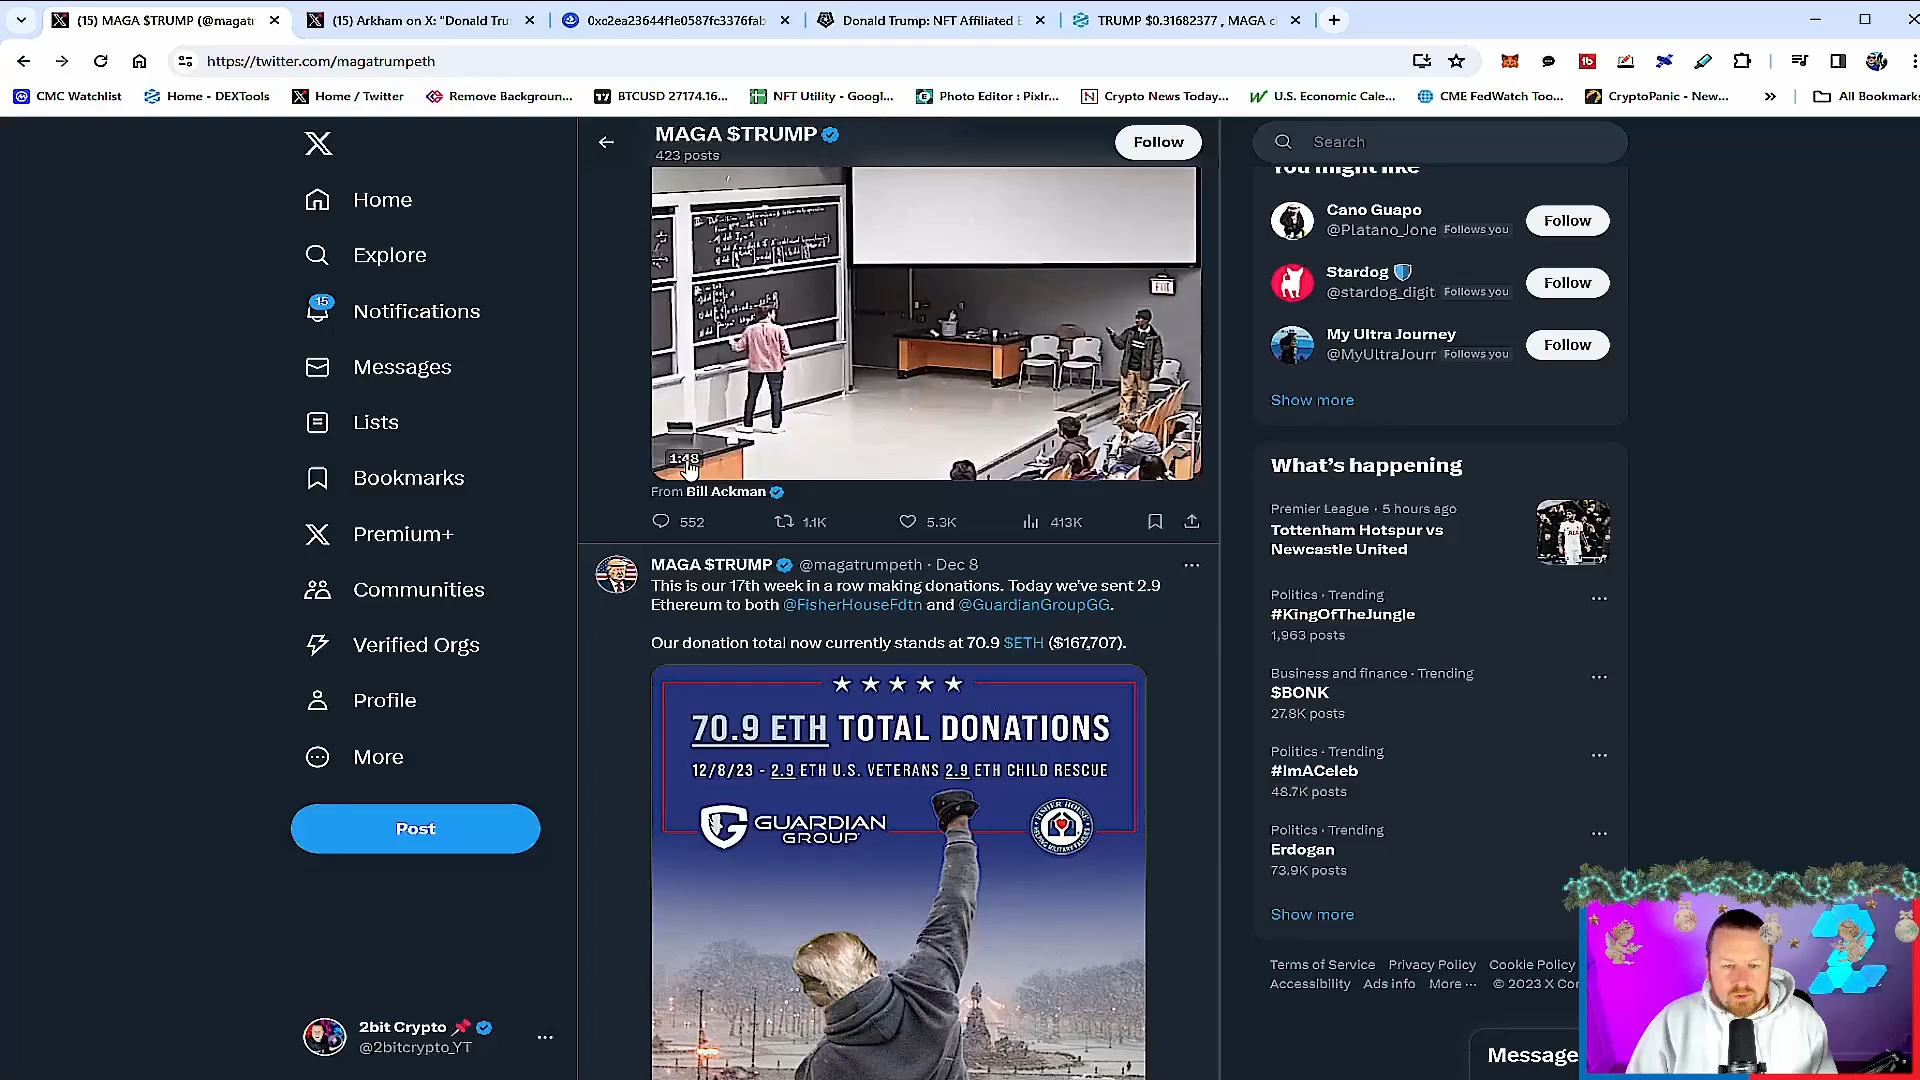 (15) MAGA $TRUMP (@magatr
(15) Arkham on X: "Donald Tru
0xc2ea23644f1e0587fc3376fab
Donald Trump: NFT Affiliated E
TRUMP $0.31682377 , MAGA c
https://twitter.com/magatrumpeth
CMC Watchlist
Home - DEXTools
Home / Twitter
Remove Backgroun...
BTCUSD 27174.16...
NFT Utility - Googl...
Photo Editor : Pixlr...
Crypto News Today...
U.S. Economic Cale...
CME FedWatch Too...
CryptoPanic - New...
All Bookmarks
MAGA $TRUMP
423 posts
Follow
Search
Home
Explore
15
Notifications
Messages
Lists
Bookmarks
Premium+
Communities
Verified Orgs
Profile
More
Post
2bit Crypto
@2bitcrypto_YT
EXIT
1:48
From Bill Ackman
552
1.1K
5.3K
413K
MAGA $TRUMP @magatrumpeth · Dec 8
This is our 17th week in a row making donations. Today we've sent 2.9
Ethereum to both @FisherHouseFdtn and @GuardianGroupGG.
Our donation total now currently stands at 70.9 $ETH ($167,707).
70.9 ETH TOTAL DONATIONS
12/8/23 - 2.9 ETH U.S. VETERANS 2.9 ETH CHILD RESCUE
GUARDIAN
GROUP
FISHER HOUSE
You might like
Cano Guapo
@Platano_Jone Follows you
Follow
Stardog
@stardog_digit Follows you
Follow
My Ultra Journey
@MyUltraJourr Follows you
Follow
Show more
What's happening
Premier League · 5 hours ago
Tottenham Hotspur vs
Newcastle United
Politics · Trending
#KingOfTheJungle
1,963 posts
Business and finance · Trending
$BONK
27.8K posts
Politics · Trending
#ImACeleb
48.7K posts
Politics · Trending
Erdogan
73.9K posts
Show more
Terms of Service Privacy Policy Cookie Policy
Accessibility Ads info More ··· © 2023 X Cor
Message
2